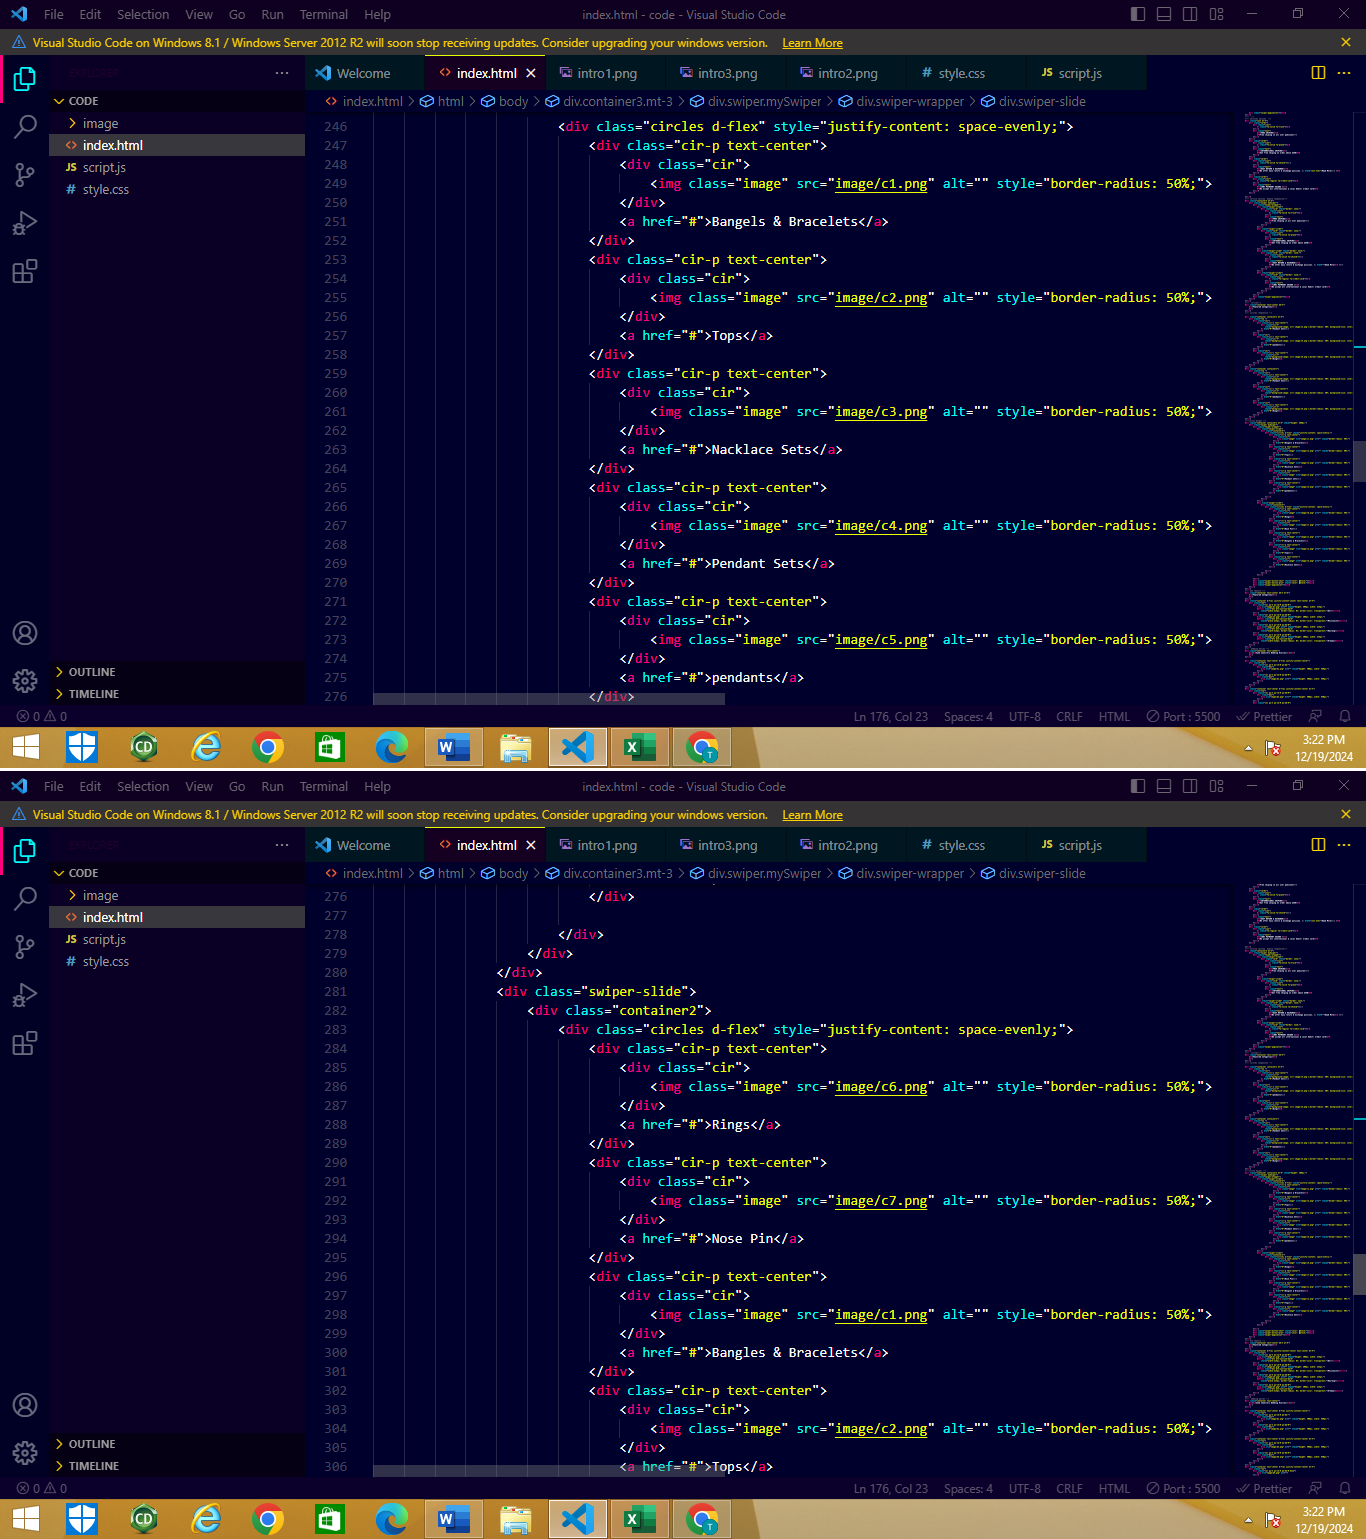 File Edit Selection View Go Run Terminal Help index.html - code - Visual Studio Code
Visual Studio Code on Windows 8.1 / Windows Server 2012 R2 will soon stop receiving updates. Consider upgrading your windows version. Learn More
EXPLORER ··· Welcome <> index.html × intro1.png intro3.png intro2.png # style.css JS script.js ···
CODE
<> index.html > html > body > div.container3.mt-3 > div.swiper.mySwiper > div.swiper-wrapper > div.swiper-slide
> image
<> index.html
JS script.js
# style.css
246 <div class="circles d-flex" style="justify-content: space-evenly;">
247 <div class="cir-p text-center">
248 <div class="cir">
249 <img class="image" src="image/c1.png" alt="" style="border-radius: 50%;">
250 </div>
251 <a href="#">Bangels & Bracelets</a>
252 </div>
253 <div class="cir-p text-center">
254 <div class="cir">
255 <img class="image" src="image/c2.png" alt="" style="border-radius: 50%;">
256 </div>
257 <a href="#">Tops</a>
258 </div>
259 <div class="cir-p text-center">
260 <div class="cir">
261 <img class="image" src="image/c3.png" alt="" style="border-radius: 50%;">
262 </div>
263 <a href="#">Nacklace Sets</a>
264 </div>
265 <div class="cir-p text-center">
266 <div class="cir">
267 <img class="image" src="image/c4.png" alt="" style="border-radius: 50%;">
268 </div>
269 <a href="#">Pendant Sets</a>
270 </div>
271 <div class="cir-p text-center">
272 <div class="cir">
273 <img class="image" src="image/c5.png" alt="" style="border-radius: 50%;">
274 </div>
275 <a href="#">pendants</a>
276 </div>
> OUTLINE
> TIMELINE
0 0 Ln 176, Col 23 Spaces: 4 UTF-8 CRLF HTML Port : 5500 Prettier
CD W X T
3:22 PM
12/19/2024
File Edit Selection View Go Run Terminal Help index.html - code - Visual Studio Code
Visual Studio Code on Windows 8.1 / Windows Server 2012 R2 will soon stop receiving updates. Consider upgrading your windows version. Learn More
EXPLORER ··· Welcome <> index.html × intro1.png intro3.png intro2.png # style.css JS script.js ···
CODE
<> index.html > html > body > div.container3.mt-3 > div.swiper.mySwiper > div.swiper-wrapper > div.swiper-slide
> image
<> index.html
JS script.js
# style.css
276 </div>
277
278 </div>
279 </div>
280 </div>
281 <div class="swiper-slide">
282 <div class="container2">
283 <div class="circles d-flex" style="justify-content: space-evenly;">
284 <div class="cir-p text-center">
285 <div class="cir">
286 <img class="image" src="image/c6.png" alt="" style="border-radius: 50%;">
287 </div>
288 <a href="#">Rings</a>
289 </div>
290 <div class="cir-p text-center">
291 <div class="cir">
292 <img class="image" src="image/c7.png" alt="" style="border-radius: 50%;">
293 </div>
294 <a href="#">Nose Pin</a>
295 </div>
296 <div class="cir-p text-center">
297 <div class="cir">
298 <img class="image" src="image/c1.png" alt="" style="border-radius: 50%;">
299 </div>
300 <a href="#">Bangles & Bracelets</a>
301 </div>
302 <div class="cir-p text-center">
303 <div class="cir">
304 <img class="image" src="image/c2.png" alt="" style="border-radius: 50%;">
305 </div>
306 <a href="#">Tops</a>
> OUTLINE
> TIMELINE
0 0 Ln 176, Col 23 Spaces: 4 UTF-8 CRLF HTML Port : 5500 Prettier
CD W X T
3:22 PM
12/19/2024